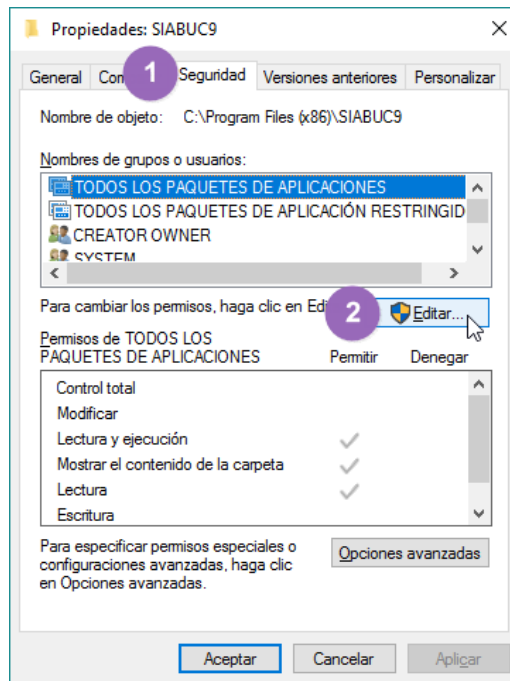 Propiedades: SIABUC9
General Com 1 Seguridad Versiones anteriores Personalizar
Nombre de objeto: C:\Program Files (x86)\SIABUC9
Nombres de grupos o usuarios:
TODOS LOS PAQUETES DE APLICACIONES
TODOS LOS PAQUETES DE APLICACIÓN RESTRINGID
CREATOR OWNER
SYSTEM
Para cambiar los permisos, haga clic en Edi 2 Editar...
Permisos de TODOS LOS
PAQUETES DE APLICACIONES Permitir Denegar
Control total
Modificar
Lectura y ejecución
Mostrar el contenido de la carpeta
Lectura
Escritura
Para especificar permisos especiales o
configuraciones avanzadas, haga clic
en Opciones avanzadas.
Opciones avanzadas
Aceptar Cancelar Aplicar